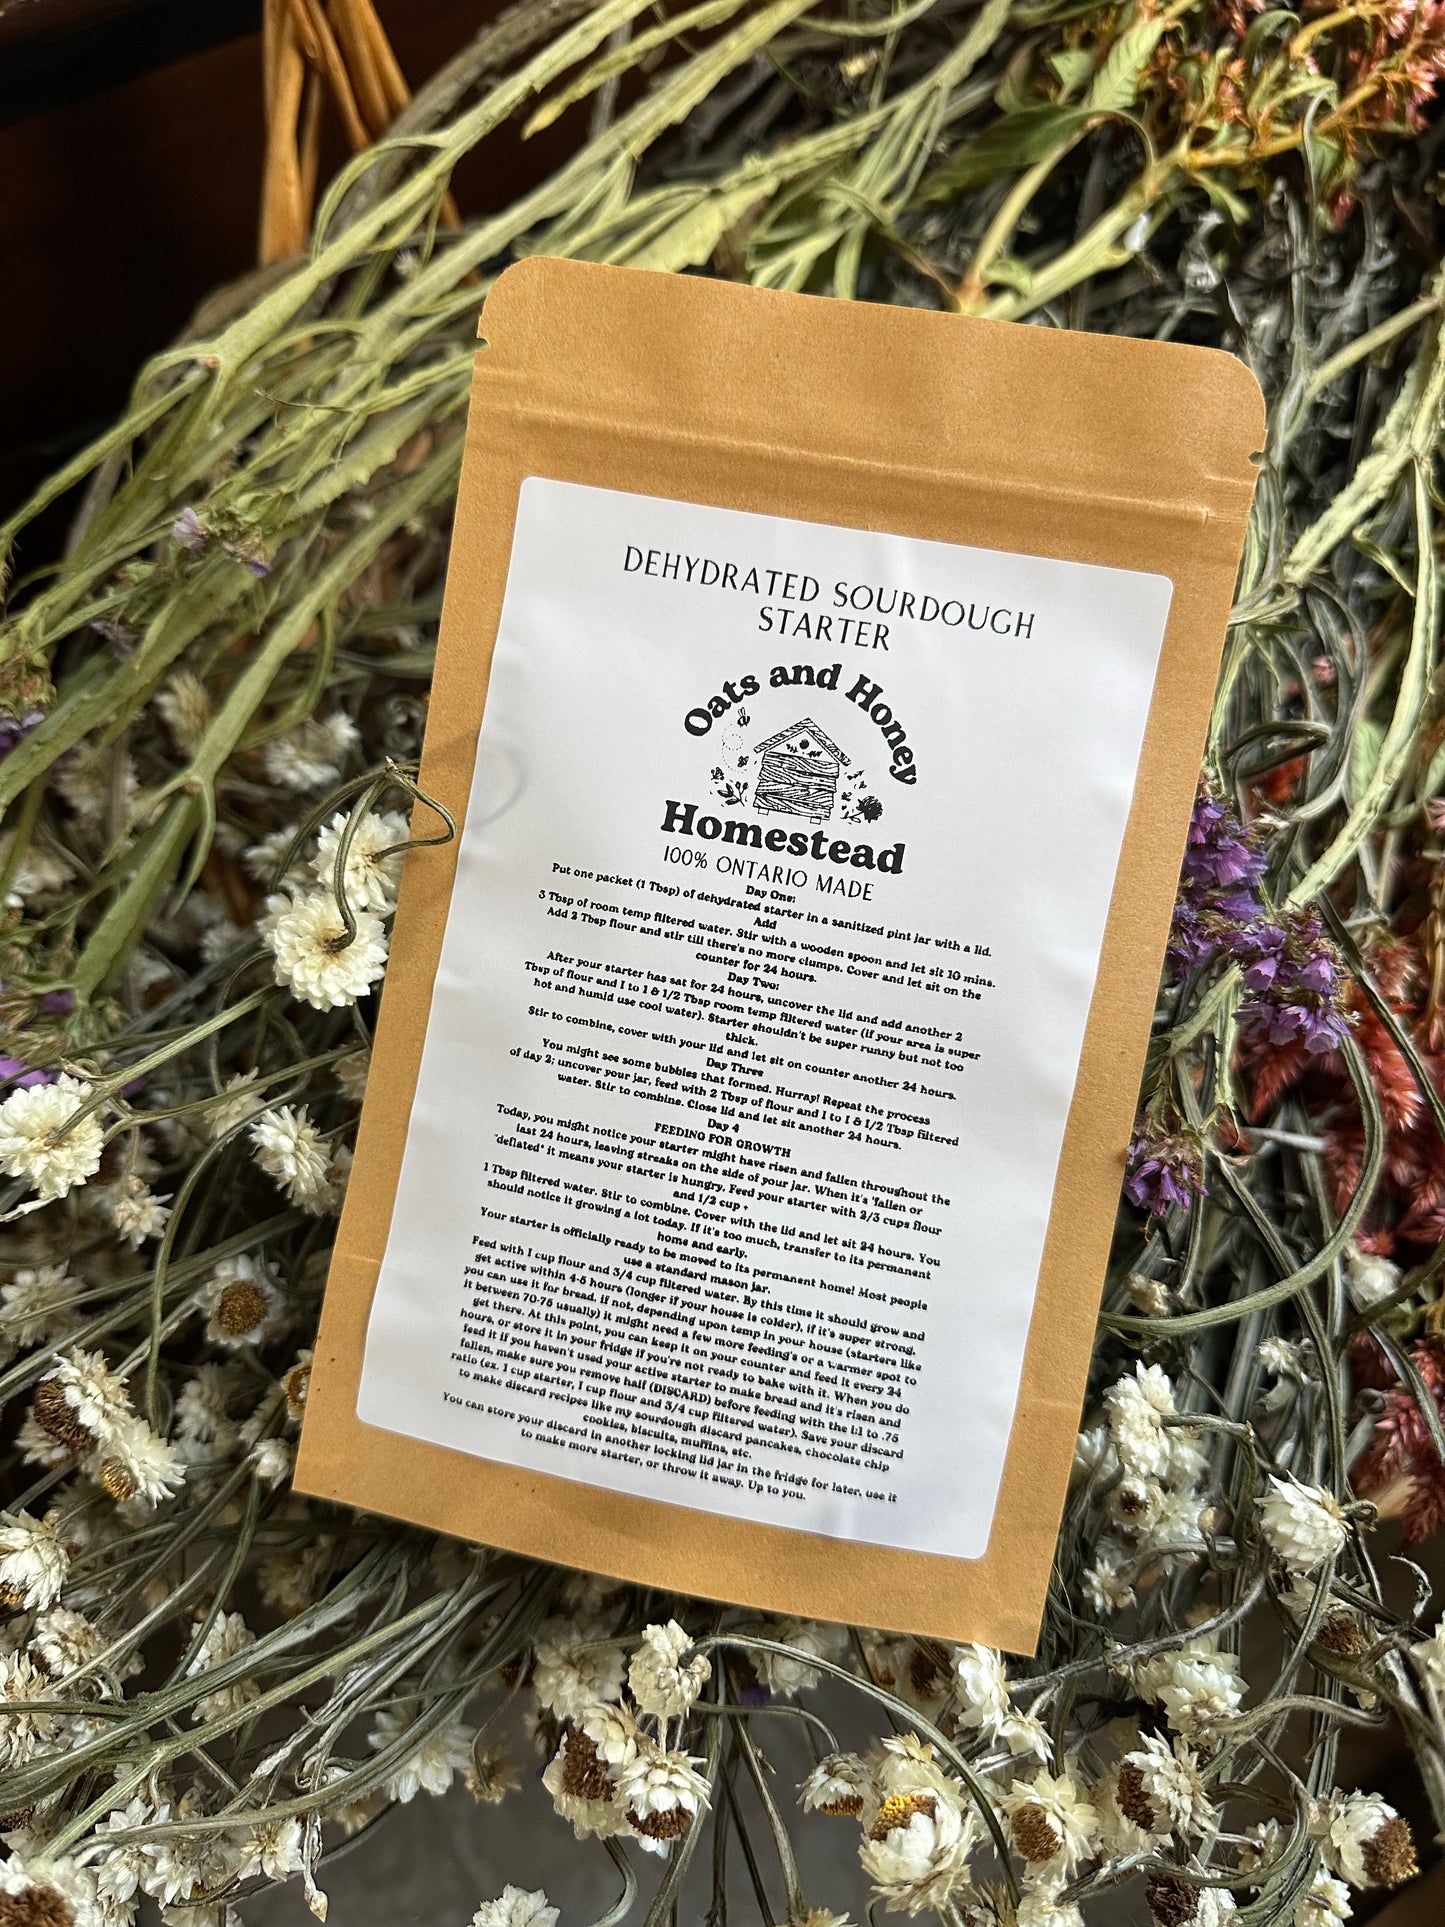 DEHYDRATED SOURDOUGH
STARTER
Oats and Honey
Homestead
100% ONTARIO MADE
Day One:
Put one packet (1 Tbsp) of dehydrated starter in a sanitized pint jar with a lid.
Add
3 Tbsp of room temp filtered water. Stir with a wooden spoon and let sit 10 mins.
Add 2 Tbsp flour and stir till there's no more clumps. Cover and let sit on the
counter for 24 hours.
Day Two:
After your starter has sat for 24 hours, uncover the lid and add another 2
Tbsp of flour and 1 to 1 & 1/2 Tbsp room temp filtered water (if your area is super
hot and humid use cool water). Starter shouldn't be super runny but not too
thick.
Stir to combine, cover with your lid and let sit on counter another 24 hours.
Day Three
You might see some bubbles that formed. Hurray! Repeat the process
of day 2; uncover your jar, feed with 2 Tbsp of flour and 1 to 1 & 1/2 Tbsp filtered
water. Stir to combine. Close lid and let sit another 24 hours.
Day 4
FEEDING FOR GROWTH
Today, you might notice your starter might have risen and fallen throughout the
last 24 hours, leaving streaks on the side of your jar. When it's "fallen or
"deflated" it means your starter is hungry. Feed your starter with 2/3 cups flour
and 1/2 cup +
1 Tbsp filtered water. Stir to combine. Cover with the lid and let sit 24 hours. You
should notice it growing a lot today. If it's too much, transfer to its permanent
home and early.
Your starter is officially ready to be moved to its permanent home! Most people
use a standard mason jar.
Feed with 1 cup flour and 3/4 cup filtered water. By this time it should grow and
get active within 4-6 hours (longer if your house is colder), if it's super strong,
you can use it for bread. If not, depending upon temp in your house (starters like
it between 70-75 usually) it might need a few more feeding's or a warmer spot to
get there. At this point, you can keep it on your counter and feed it every 24
hours, or store it in your fridge if you're not ready to bake with it. When you do
feed it if you haven't used your active starter to make bread and it's risen and
fallen, make sure you remove half (DISCARD) before feeding with the 1:1 to .75
ratio (ex. 1 cup starter, 1 cup flour and 3/4 cup filtered water). Save your discard
to make discard recipes like my sourdough discard pancakes, chocolate chip
cookies, biscuits, muffins, etc.
You can store your discard in another locking lid jar in the fridge for later, use it
to make more starter, or throw it away. Up to you.